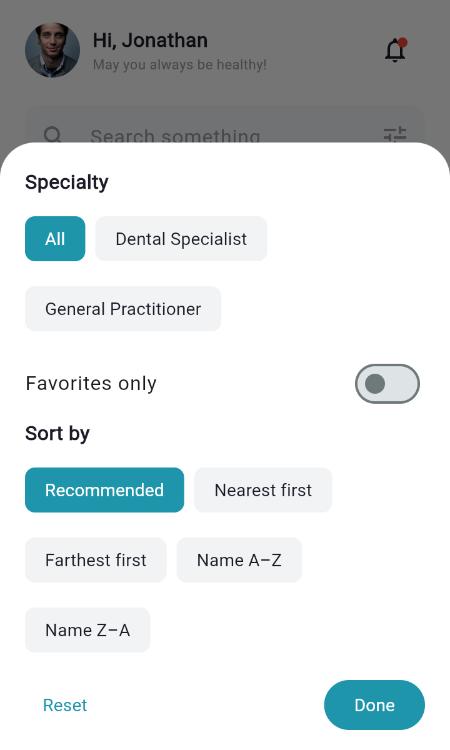 Hi, Jonathan
May you always be healthy!
Search something
Specialty
All
Dental Specialist
General Practitioner
Favorites only
Sort by
Recommended
Nearest first
Farthest first
Name A–Z
Name Z–A
Reset
Done